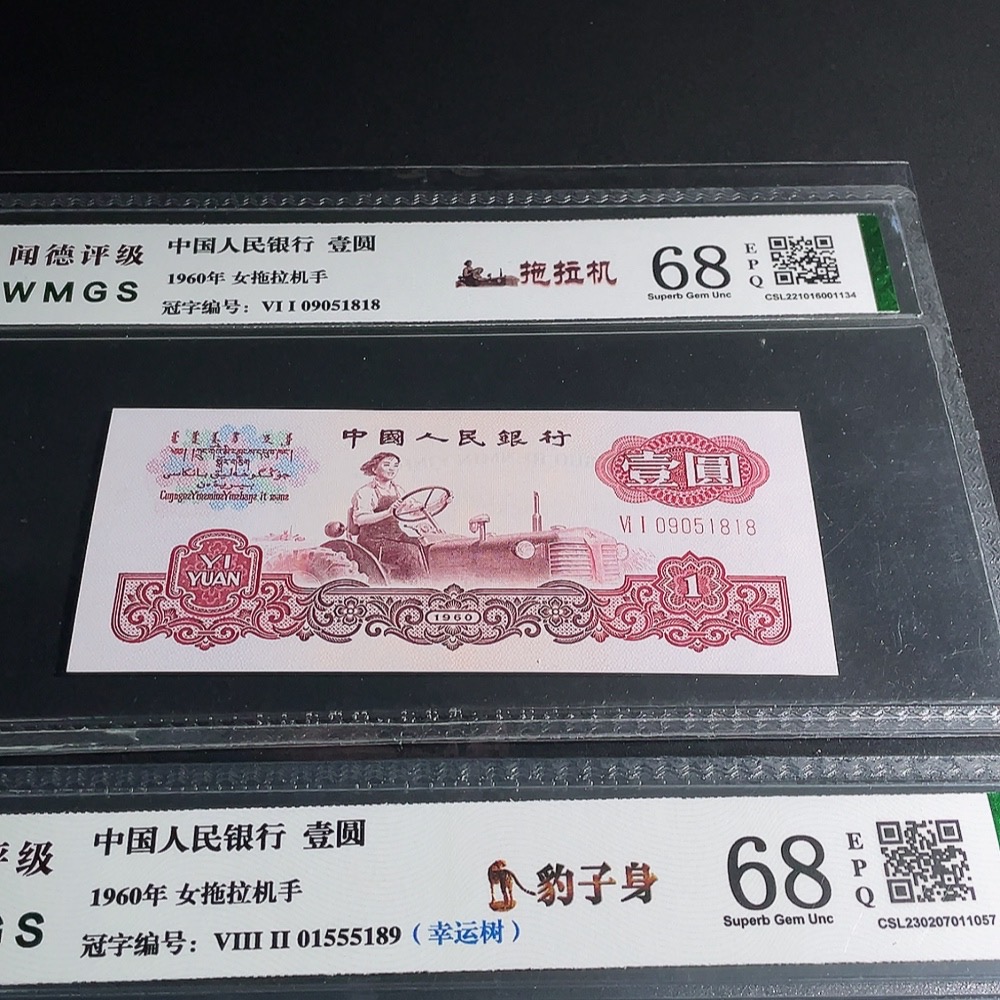 闻德评级
WMGS
中国人民银行 壹圆
1960年 女拖拉机手
冠字编号：VI I 09051818
拖拉机
68
Superb Gem Unc
EPQ
CSL221016001134
中國人民銀行
壹圓
VI I 09051818
YI
YUAN
1960
1
评级
GS
中国人民银行 壹圆
1960年 女拖拉机手
冠字编号：VIII II 01555189（幸运树）
豹子身
68
Superb Gem Unc
EPQ
CSL230207011057